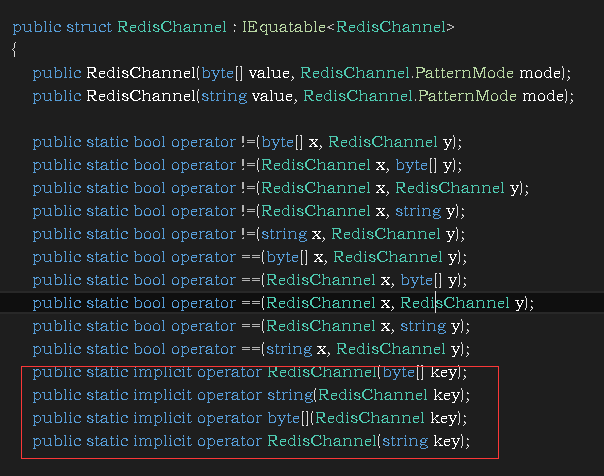 public struct RedisChannel : IEquatable<RedisChannel>
{
public RedisChannel(byte[] value, RedisChannel.PatternMode mode);
public RedisChannel(string value, RedisChannel.PatternMode mode);
public static bool operator !=(byte[] x, RedisChannel y);
public static bool operator !=(RedisChannel x, byte[] y);
public static bool operator !=(RedisChannel x, RedisChannel y);
public static bool operator !=(RedisChannel x, string y);
public static bool operator !=(string x, RedisChannel y);
public static bool operator ==(byte[] x, RedisChannel y);
public static bool operator ==(RedisChannel x, byte[] y);
public static bool operator ==(RedisChannel x, RedisChannel y);
public static bool operator ==(RedisChannel x, string y);
public static bool operator ==(string x, RedisChannel y);
public static implicit operator RedisChannel(byte[] key);
public static implicit operator string(RedisChannel key);
public static implicit operator byte[](RedisChannel key);
public static implicit operator RedisChannel(string key);